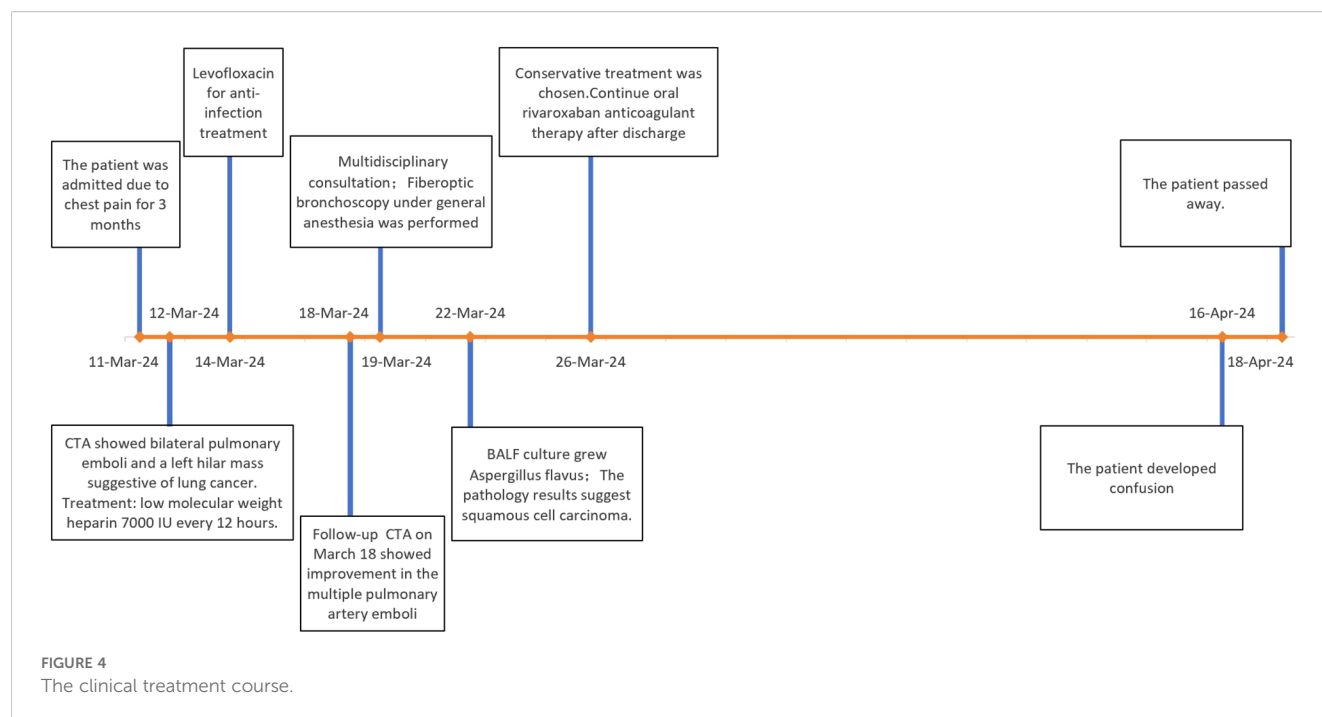 Levofloxacin
for anti-
infection
treatment
Conservative treatment was
chosen.Continue oral
rivaroxaban anticoagulant
therapy after discharge
The patient was
admitted due to
chest pain for 3
months
Multidisciplinary
consultation；Fiberoptic
bronchoscopy under general
anesthesia was performed
The patient passed
away.
12-Mar-24
18-Mar-24
22-Mar-24
16-Apr-24
11-Mar-24
14-Mar-24
19-Mar-24
26-Mar-24
18-Apr-24
CTA showed bilateral pulmonary
emboli and a left hilar mass
suggestive of lung cancer.
Treatment: low molecular weight
heparin 7000 IU every 12 hours.
Follow-up CTA on
March 18 showed
improvement in the
multiple pulmonary
artery emboli
BALF culture grew
Aspergillus flavus；The
pathology results suggest
squamous cell carcinoma.
The patient developed
confusion
FIGURE 4
The clinical treatment course.